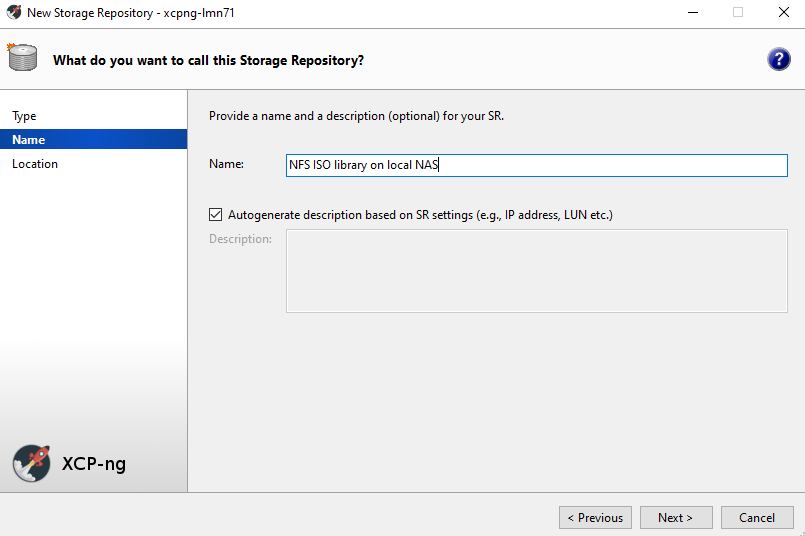 New Storage Repository - xcpng-lmn71
What do you want to call this Storage Repository?
?
Type
Name
Location
Provide a name and a description (optional) for your SR.
Name:
NFS ISO library on local NAS
Autogenerate description based on SR settings (e.g., IP address, LUN etc.)
Description:
XCP-ng
< Previous
Next >
Cancel